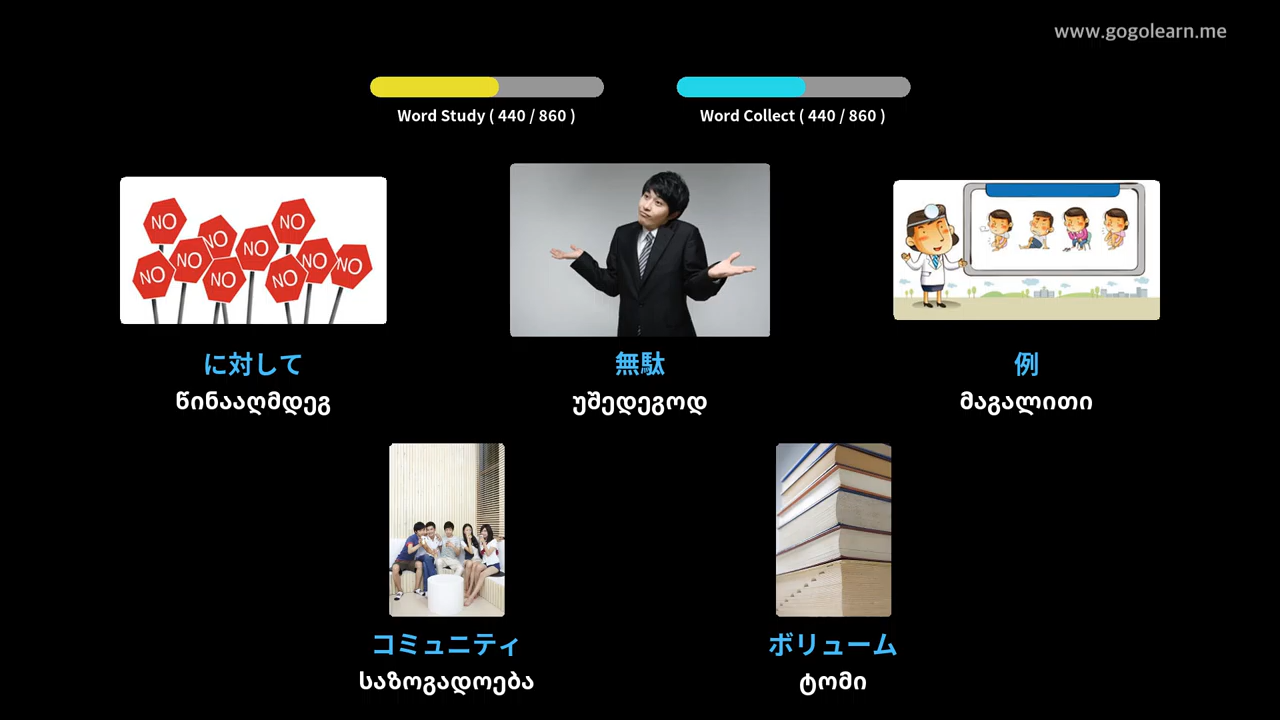 www.gogolearn.me
Word Study ( 440 / 860 )
Word Collect ( 440 / 860 )
NO
NO
NO
NO
NO
NO
NO
NO
NO
NO
に対して
無駄
例
წინააღმდეგ
უშედეგოდ
მაგალითი
コミュニティ
ボリューム
საზოგადოება
ტომი